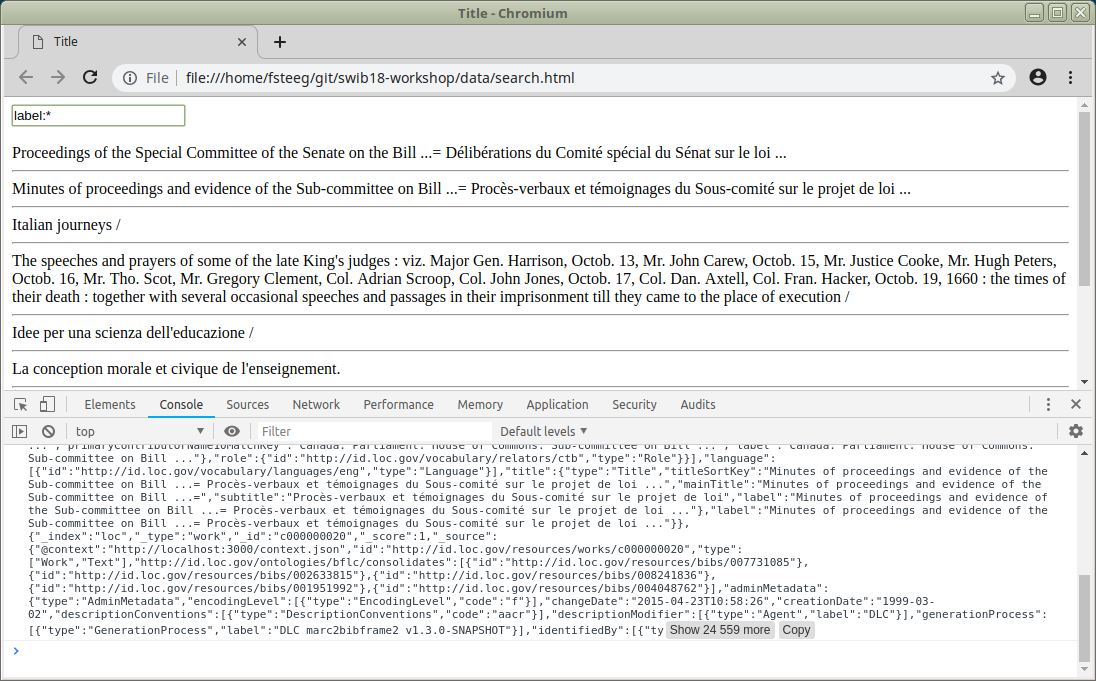 Title - Chromium
Title
File
file:///home/fsteeg/git/swib18-workshop/data/search.html
label:*
Proceedings of the Special Committee of the Senate on the Bill ...= Délibérations du Comité spécial du Sénat sur le loi ...
Minutes of proceedings and evidence of the Sub-committee on Bill ...= Procès-verbaux et témoignages du Sous-comité sur le projet de loi ...
Italian journeys /
The speeches and prayers of some of the late King's judges : viz. Major Gen. Harrison, Octob. 13, Mr. John Carew, Octob. 15, Mr. Justice Cooke, Mr. Hugh Peters,
Octob. 16, Mr. Tho. Scot, Mr. Gregory Clement, Col. Adrian Scroop, Col. John Jones, Octob. 17, Col. Dan. Axtell, Col. Fran. Hacker, Octob. 19, 1660 : the times of
their death : together with several occasional speeches and passages in their imprisonment till they came to the place of execution /
Idee per una scienza dell'educazione /
La conception morale et civique de l'enseignement.
Elements Console Sources Network Performance Memory Application Security Audits
top Filter Default levels
..."," primaryContributorNameToMatchKey":"Canada. Parliament. House of Commons. Sub-committee on Bill ..."," label":"Canada. Parliament. House of Commons.
Sub-committee on Bill ..."},"role":{"id":"http://id.loc.gov/vocabulary/relators/ctb","type":"Role"}}],"language":
[{"id":"http://id.loc.gov/vocabulary/languages/eng","type":"Language"}],"title":{"type":"Title","titleSortKey":"Minutes of proceedings and evidence of the
Sub-committee on Bill ...= Procès-verbaux et témoignages du Sous-comité sur le projet de loi ...","mainTitle":"Minutes of proceedings and evidence of the
Sub-committee on Bill ...=","subtitle":"Procès-verbaux et témoignages du Sous-comité sur le projet de loi","label":"Minutes of proceedings and evidence of
the Sub-committee on Bill ...= Procès-verbaux et témoignages du Sous-comité sur le projet de loi ..."},"label":"Minutes of proceedings and evidence of the
Sub-committee on Bill ...= Procès-verbaux et témoignages du Sous-comité sur le projet de loi ..."}},
{"_index":"loc","_type":"work","_id":"c000000020","_score":1,"_source":
{"@context":"http://localhost:3000/context.json","id":"http://id.loc.gov/resources/works/c000000020","type":
["Work","Text"],"http://id.loc.gov/ontologies/bflc/consolidates":[{"id":"http://id.loc.gov/resources/bibs/007731085"},
{"id":"http://id.loc.gov/resources/bibs/002633815"},{"id":"http://id.loc.gov/resources/bibs/008241836"},
{"id":"http://id.loc.gov/resources/bibs/001951992"},{"id":"http://id.loc.gov/resources/bibs/004048762"}],"adminMetadata":
{"type":"AdminMetadata","encodingLevel":[{"type":"EncodingLevel","code":"f"}],"changeDate":"2015-04-23T10:58:26","creationDate":"1999-03-
02","descriptionConventions":[{"type":"DescriptionConventions","code":"aacr"}],"descriptionModifier":[{"type":"Agent","label":"DLC"}],"generationProcess":
[{"type":"GenerationProcess","label":"DLC marc2bibframe2 v1.3.0-SNAPSHOT"}],"identifiedBy":[{"ty Show 24 559 more Copy